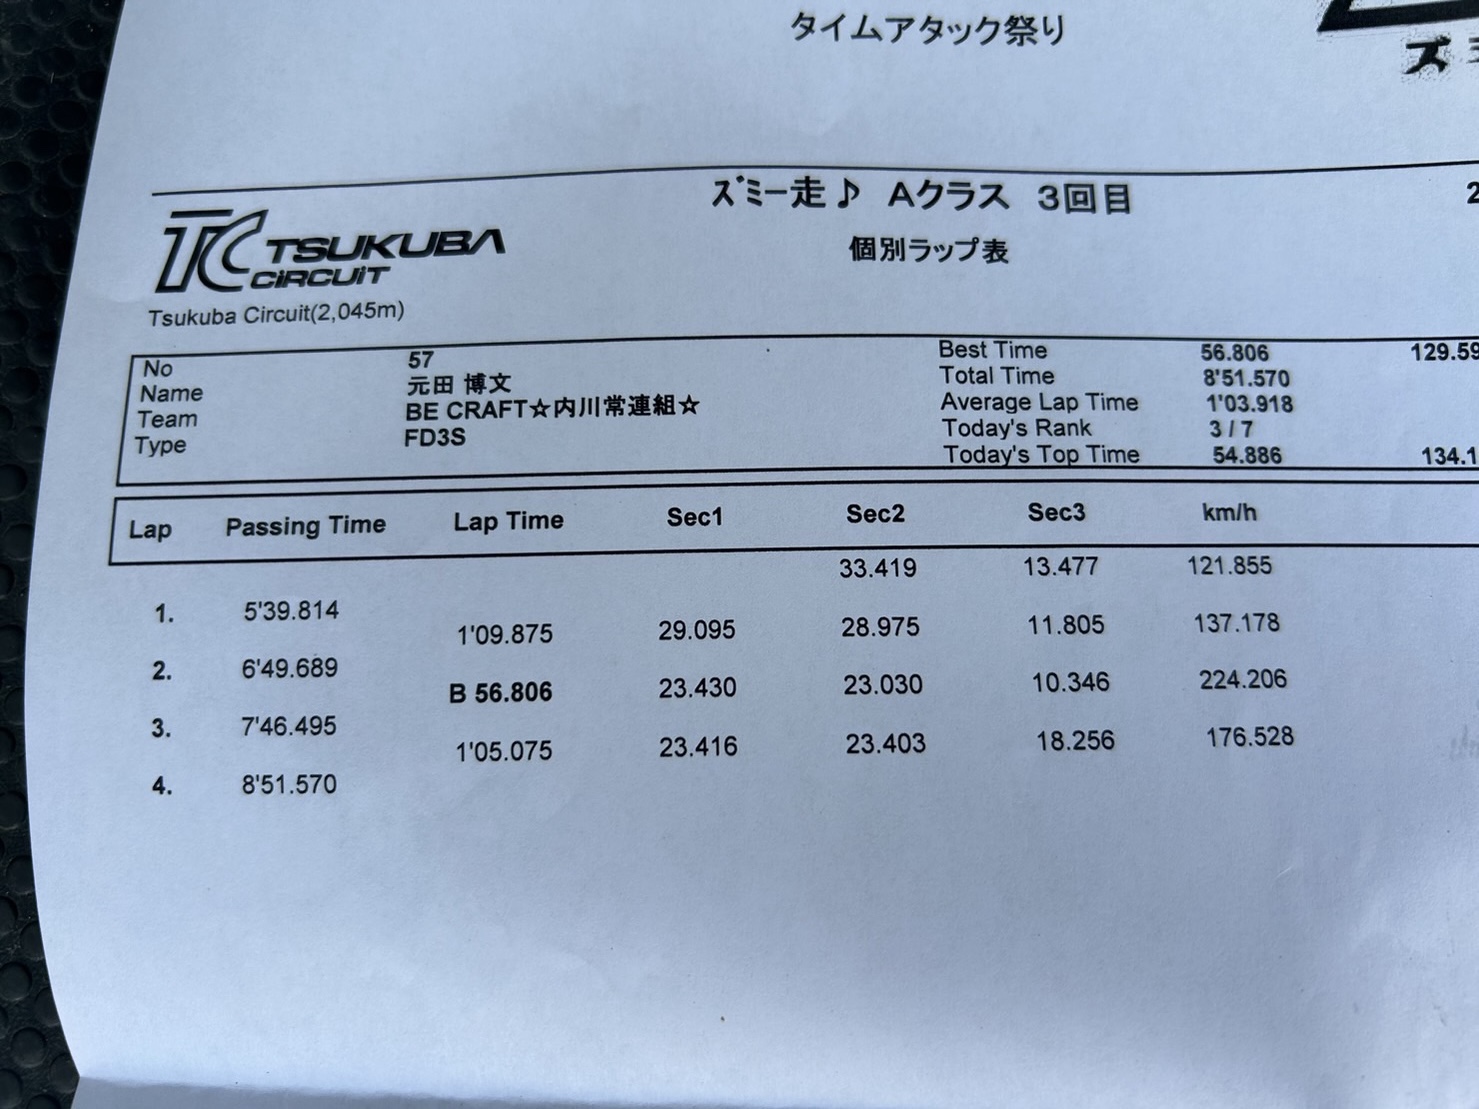 タイムアタック祭り
ズミー走♪ Aクラス 3回目
TC TSUKUBA CiRCUiT
個別ラップ表
Tsukuba Circuit(2,045m)
No 57 Best Time 56.806 129.59
Name 元田 博文 Total Time 8'51.570
Team BE CRAFT☆内川常連組☆ Average Lap Time 1'03.918
Type FD3S Today's Rank 3 / 7
Today's Top Time 54.886 134.1
Lap Passing Time Lap Time Sec1 Sec2 Sec3 km/h
33.419 13.477 121.855
1. 5'39.814
1'09.875 29.095 28.975 11.805 137.178
2. 6'49.689
B 56.806 23.430 23.030 10.346 224.206
3. 7'46.495
1'05.075 23.416 23.403 18.256 176.528
4. 8'51.570